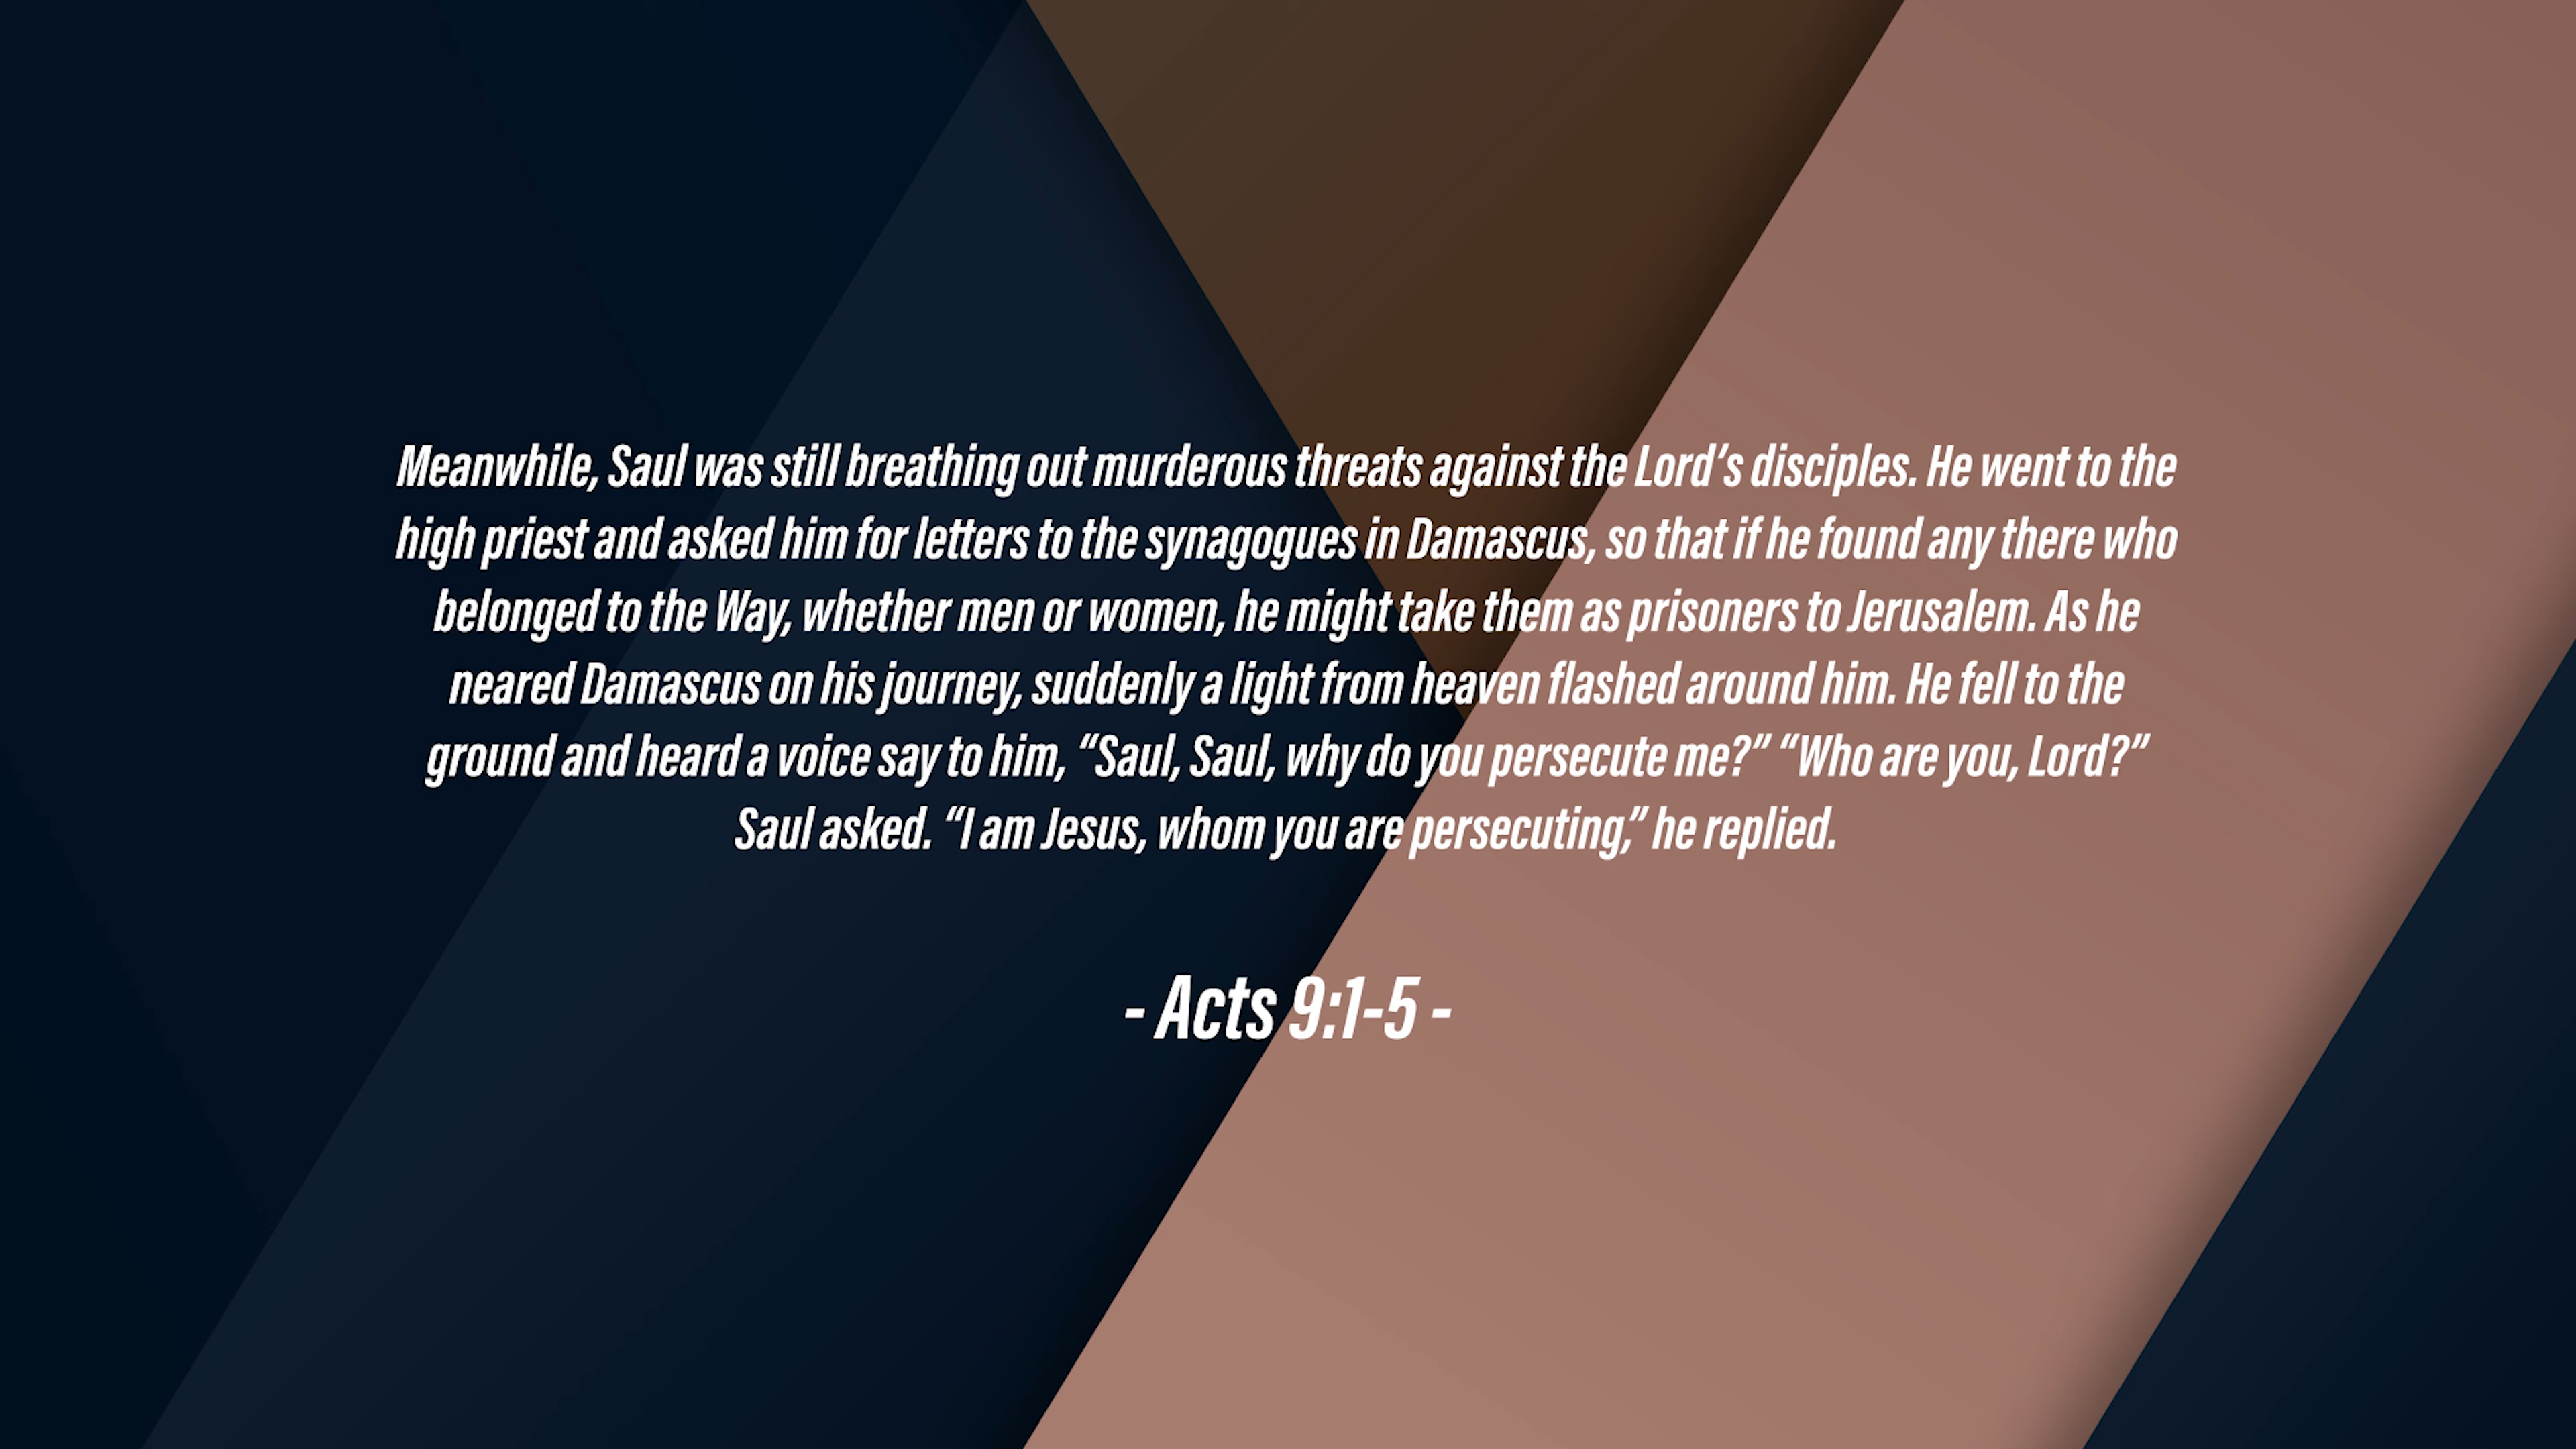 Meanwhile, Saul was still breathing out murderous threats against the Lord’s disciples. He went to the
high priest and asked him for letters to the synagogues in Damascus, so that if he found any there who
belonged to the Way, whether men or women, he might take them as prisoners to Jerusalem. As he
neared Damascus on his journey, suddenly a light from heaven flashed around him. He fell to the
ground and heard a voice say to him, “Saul, Saul, why do you persecute me?” “Who are you, Lord?”
Saul asked. “I am Jesus, whom you are persecuting,” he replied.
- Acts 9:1-5 -